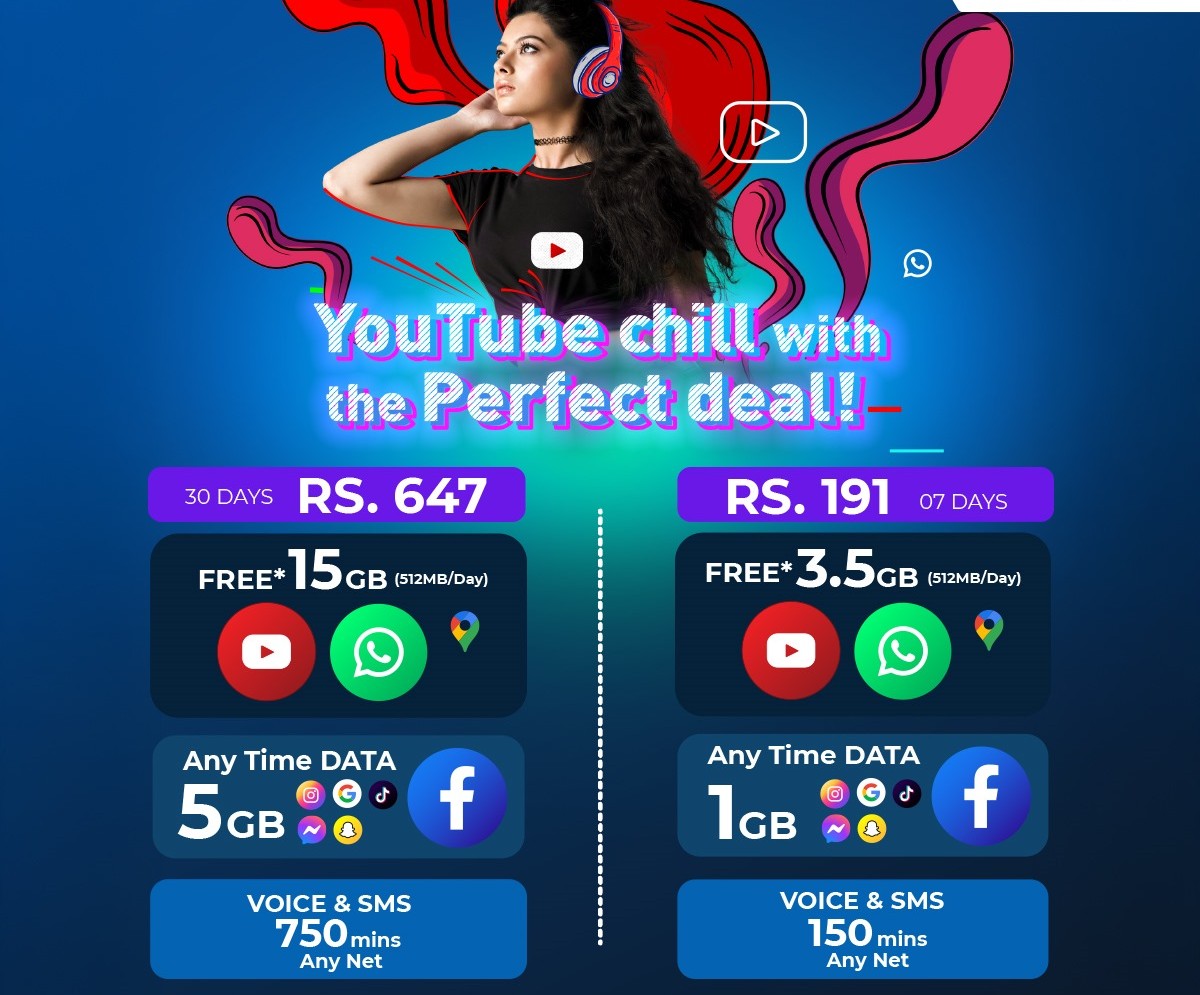 YouTube chill with
the Perfect deal!
30 DAYS RS. 647
FREE* 15GB (512MB/Day)
Any Time DATA
5GB
VOICE & SMS
750 mins
Any Net
RS. 191 07 DAYS
FREE* 3.5GB (512MB/Day)
Any Time DATA
1GB
VOICE & SMS
150 mins
Any Net